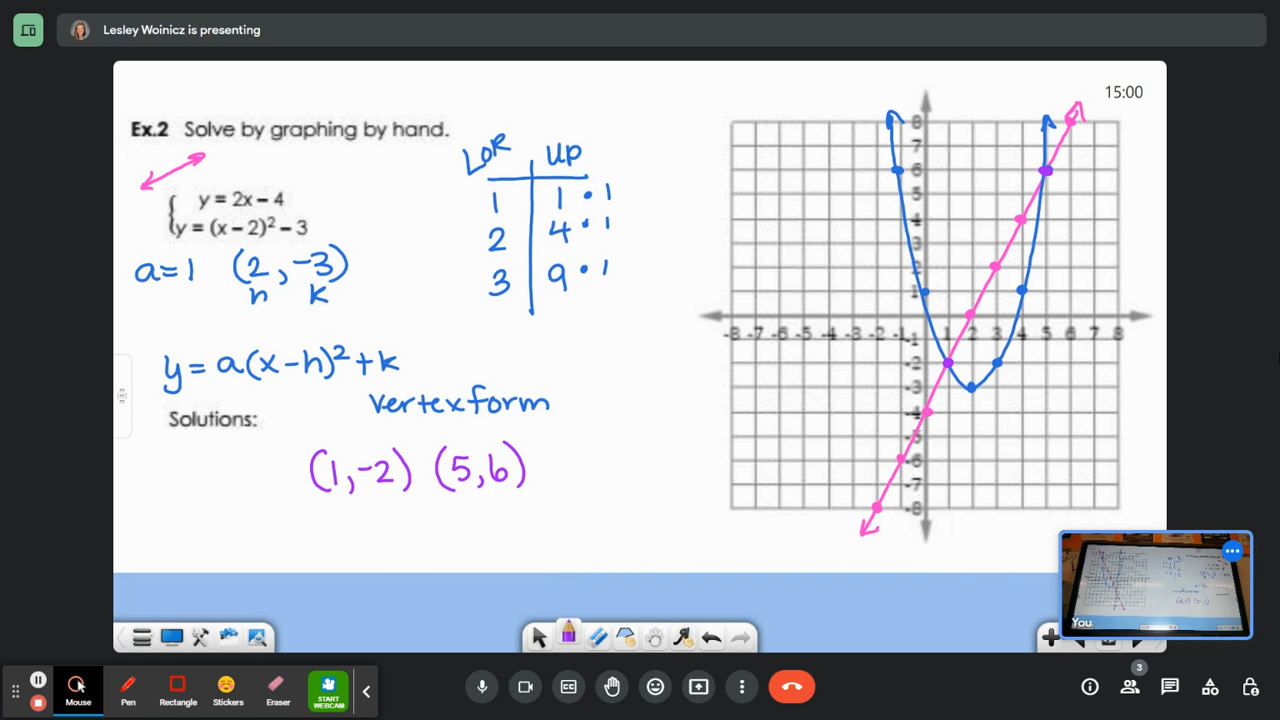 Lesley Woinicz is presenting
15:00
Ex.2 Solve by graphing by hand.
y = 2x – 4
y = (x – 2)² – 3
a=1 (2, -3)
h k
LOR UP
1 1 • 1
2 4 • 1
3 9 • 1
y = a(x-h)² + k
vertex form
Solutions:
(1,-2) (5,6)
8
7
6
5
4
3
2
1
-8 -7 -6 -5 -4 -3 -2 -1 1 2 3 4 5 6 7 8
-1
-2
-3
-4
-5
-6
-7
-8
You
Mouse Pen Rectangle Stickers Eraser START WEBCAM
CC
3